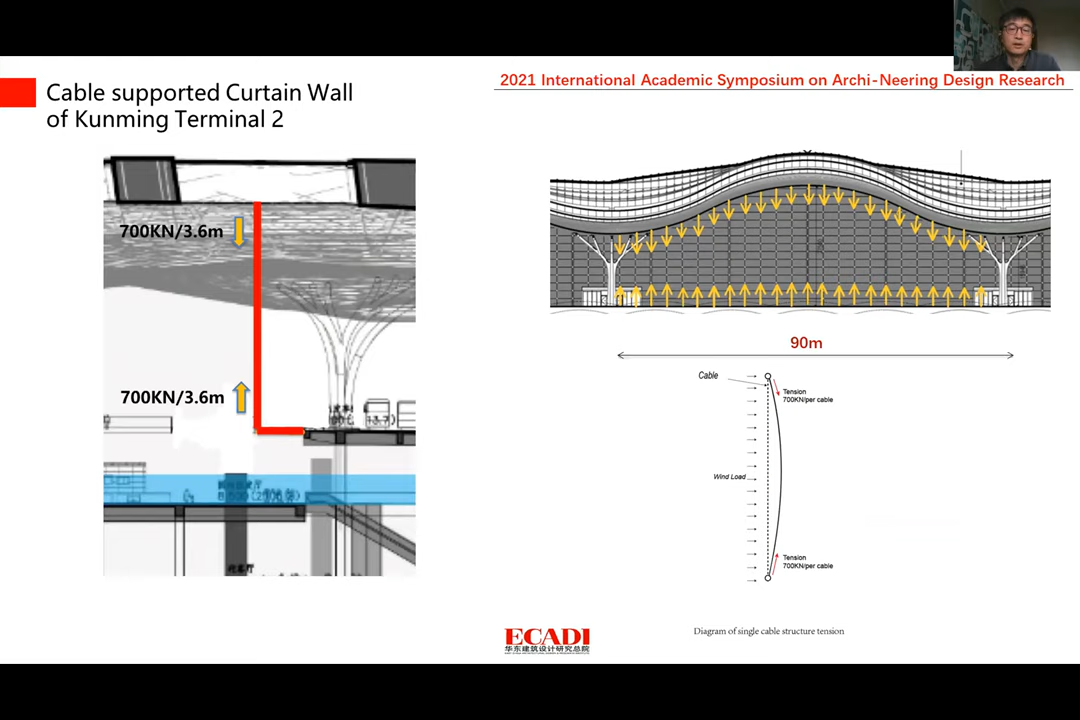 2021 International Academic Symposium on Archi-Neering Design Research
Cable supported Curtain Wall
of Kunming Terminal 2
700KN/3.6m
700KN/3.6m
90m
Cable
Tension
700KN/per cable
Wind Load
Tension
700KN/per cable
Diagram of single cable structure tension
ECADI
华东建筑设计研究总院